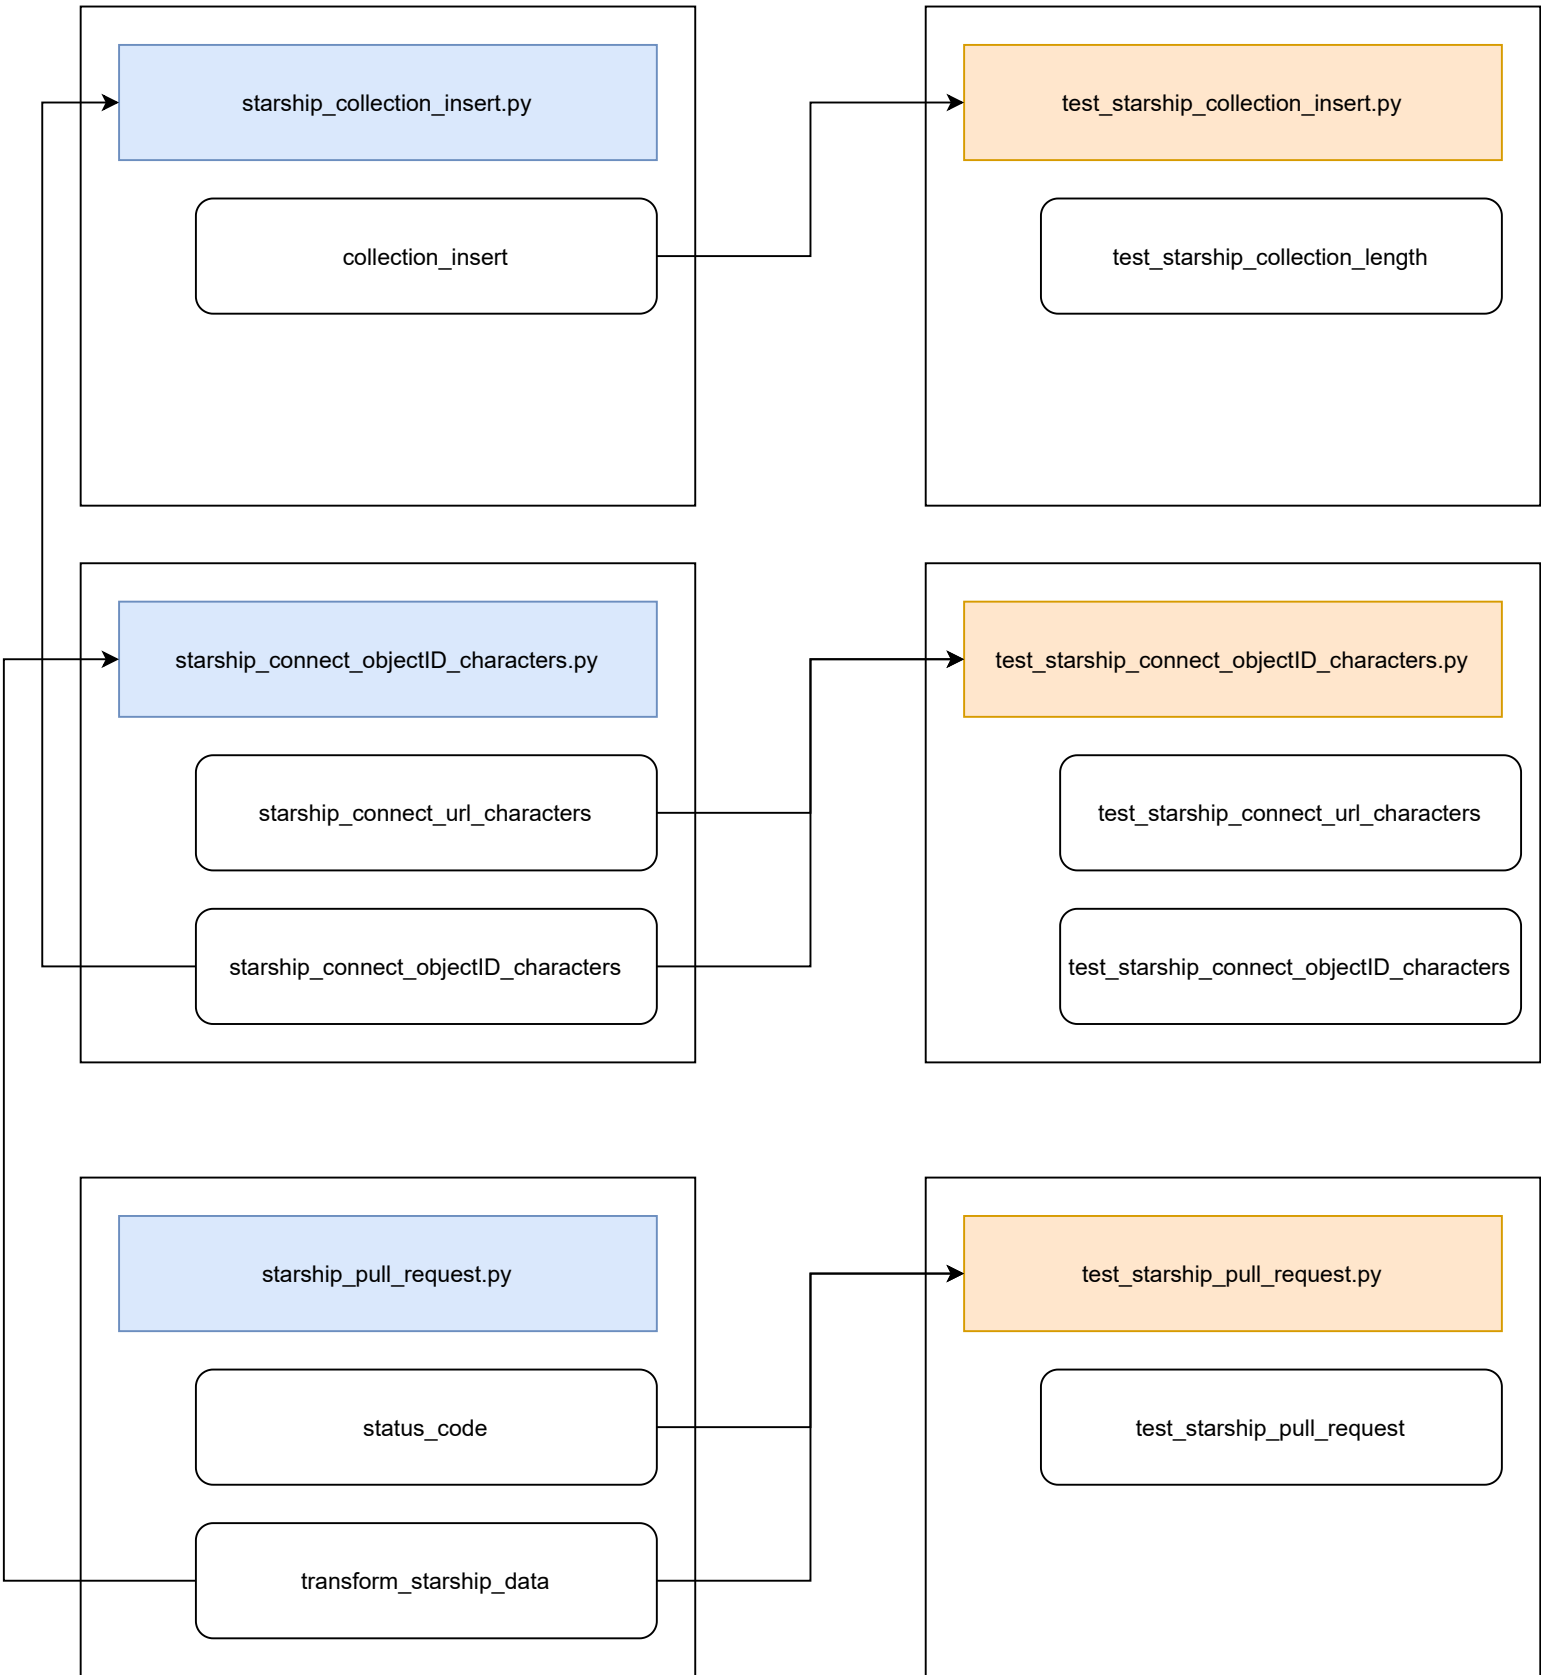 starship_collection_insert.py
test_starship_collection_insert.py
collection_insert
test_starship_collection_length
starship_connect_objectID_characters.py
test_starship_connect_objectID_characters.py
starship_connect_url_characters
test_starship_connect_url_characters
starship_connect_objectID_characters
test_starship_connect_objectID_characters
starship_pull_request.py
test_starship_pull_request.py
status_code
test_starship_pull_request
transform_starship_data